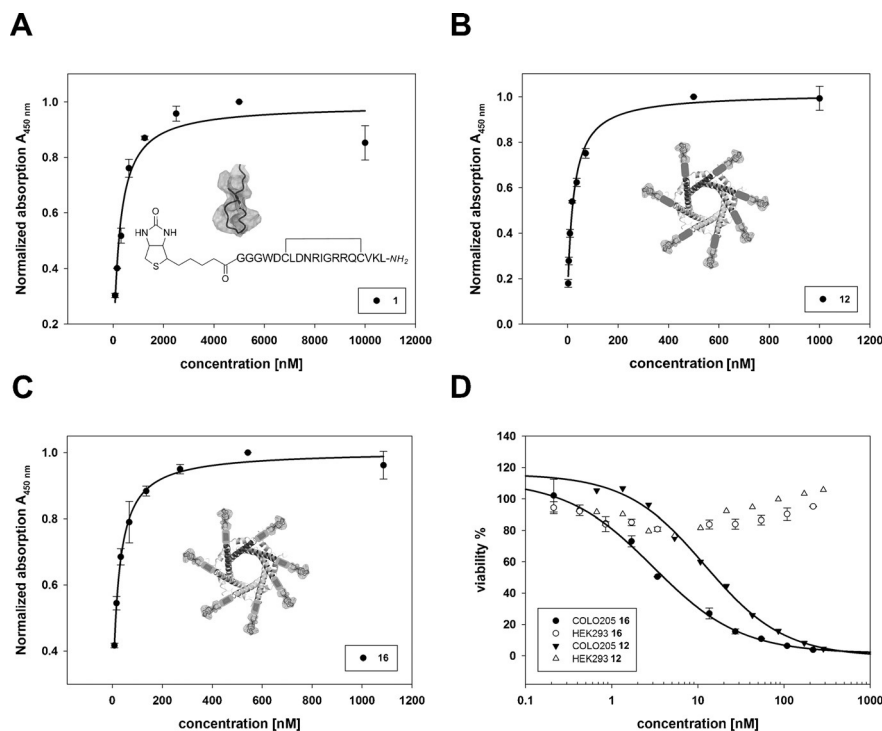 A
Normalized absorption A450 nm
1.0
0.8
0.6
0.4
0.2
0
2000
4000
6000
8000
10000
12000
concentration [nM]
O
HN
NH
S
O
GGGWDCLDNRIGRRQCVKL-NH2
1
B
Normalized absorption A450 nm
1.0
0.8
0.6
0.4
0.2
0.0
0
200
400
600
800
1000
1200
concentration [nM]
12
C
Normalized absorption A450 nm
1.0
0.8
0.6
0.4
0
200
400
600
800
1000
1200
concentration [nM]
16
D
viability %
140
120
100
80
60
40
20
0
0.1
1
10
100
1000
concentration [nM]
COLO205 16
HEK293 16
COLO205 12
HEK293 12